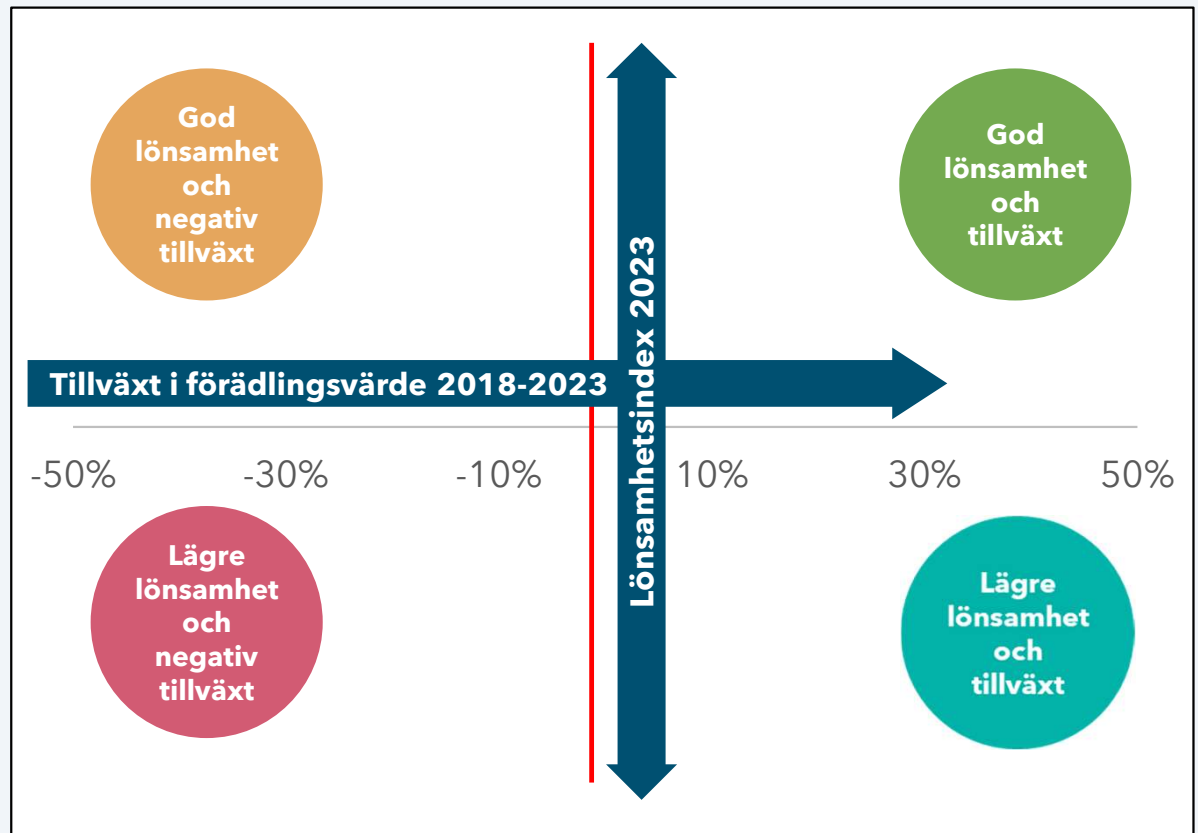 God
lönsamhet
och
negativ
tillväxt
God
lönsamhet
och
tillväxt
Lönsamhetsindex 2023
Tillväxt i förädlingsvärde 2018-2023
-50% -30% -10% 10% 30% 50%
Lägre
lönsamhet
och
negativ
tillväxt
Lägre
lönsamhet
och
tillväxt